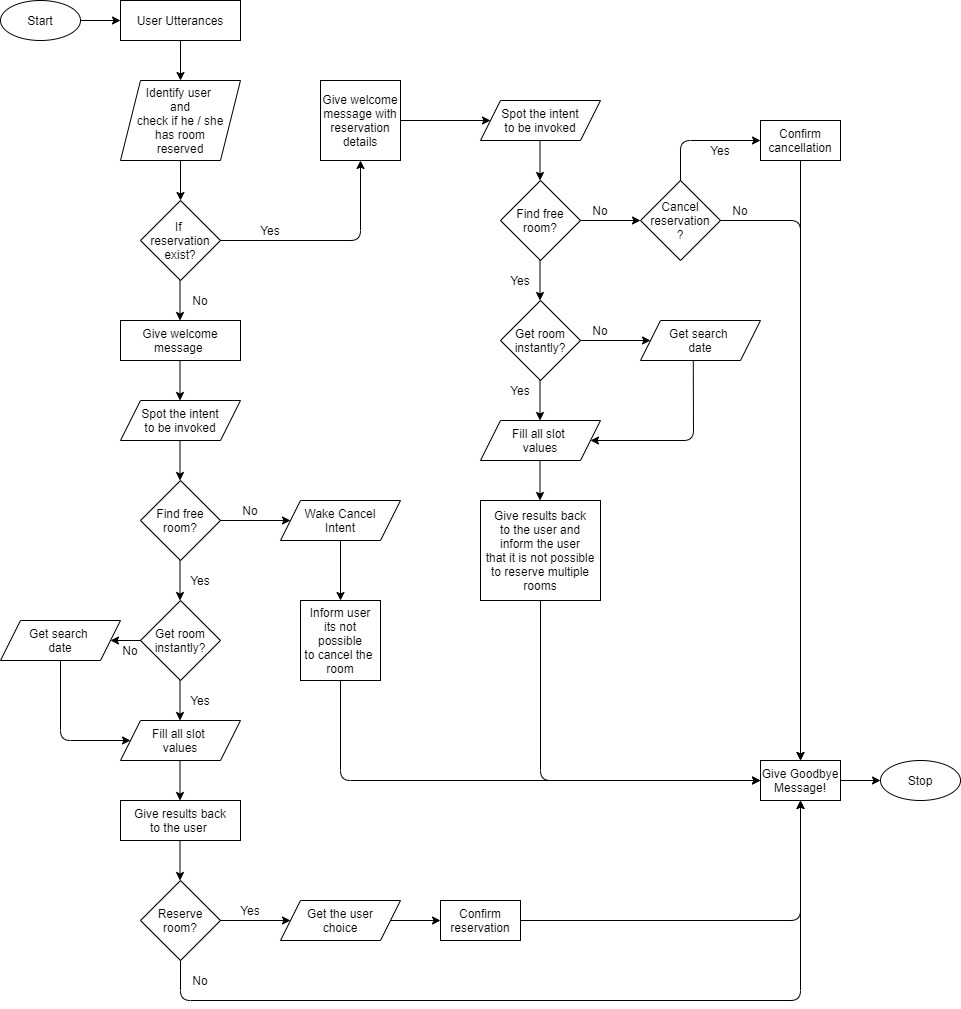 Start
User Utterances
Identify user
and
check if he / she
has room
reserved
If
reservation
exist?
Yes
No
Give welcome
message with
reservation
details
Spot the intent
to be invoked
Find free
room?
No
Cancel
reservation
?
Yes
Confirm
cancellation
No
Yes
Get room
instantly?
No
Get search
date
Yes
Fill all slot
values
Give results back
to the user and
inform the user
that it is not possible
to reserve multiple
rooms
Give welcome
message
Spot the intent
to be invoked
Find free
room?
No
Wake Cancel
Intent
Inform user
its not
possible
to cancel the
room
Yes
Get room
instantly?
No
Get search
date
Yes
Fill all slot
values
Give results back
to the user
Reserve
room?
Yes
Get the user
choice
Confirm
reservation
No
Give Goodbye
Message!
Stop